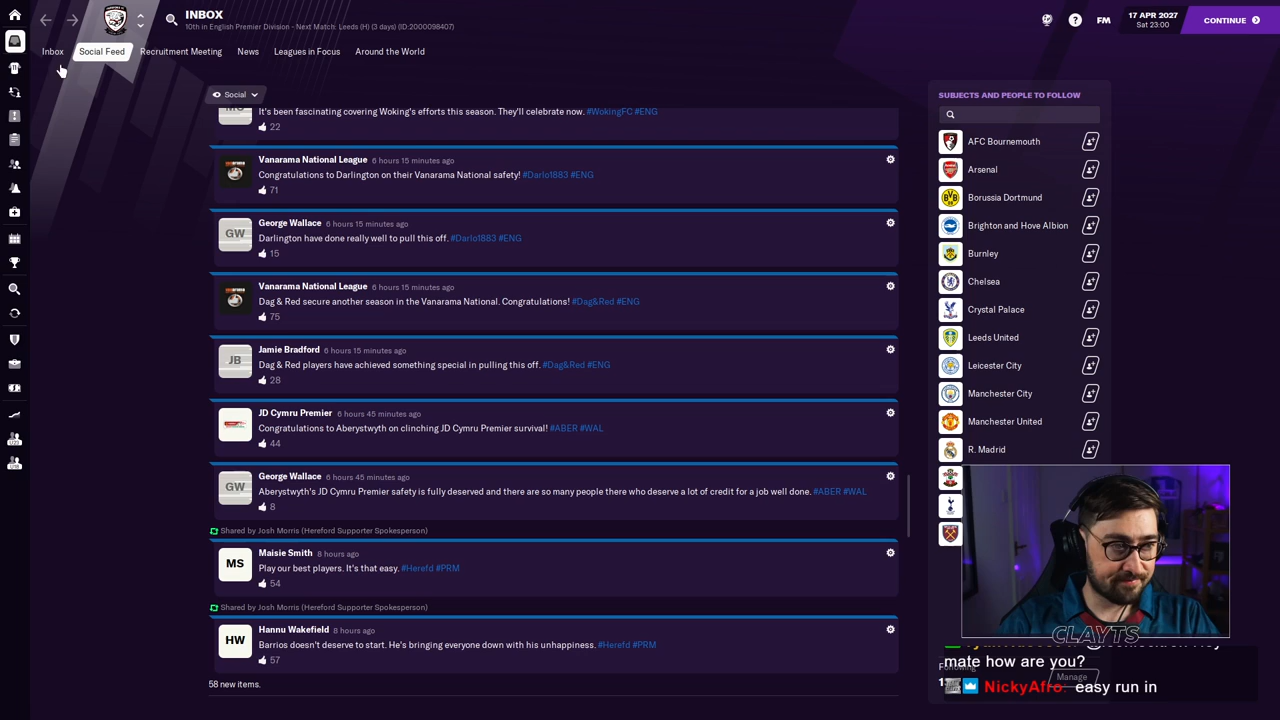 INBOX
10th in English Premier Division - Next Match: Leeds (H) (3 days) (ID:2000098407)
FM
17 APR 2027
Sat 23:00
CONTINUE
Inbox
Social Feed
Recruitment Meeting
News
Leagues in Focus
Around the World
Social
It's been fascinating covering Woking's efforts this season. They'll celebrate now. #WokingFC #ENG
22
Vanarama National League 6 hours 15 minutes ago
Congratulations to Darlington on their Vanarama National safety! #Darlo1883 #ENG
71
GW
George Wallace 6 hours 15 minutes ago
Darlington have done really well to pull this off. #Darlo1883 #ENG
15
Vanarama National League 6 hours 15 minutes ago
Dag & Red secure another season in the Vanarama National. Congratulations! #Dag&Red #ENG
75
JB
Jamie Bradford 6 hours 15 minutes ago
Dag & Red players have achieved something special in pulling this off. #Dag&Red #ENG
28
JD Cymru Premier 6 hours 45 minutes ago
Congratulations to Aberystwyth on clinching JD Cymru Premier survival! #ABER #WAL
44
GW
George Wallace 6 hours 45 minutes ago
Aberystwyth's JD Cymru Premier safety is fully deserved and there are so many people there who deserve a lot of credit for a job well done. #ABER #WAL
8
Shared by Josh Morris (Hereford Supporter Spokesperson)
MS
Maisie Smith 8 hours ago
Play our best players. It's that easy. #Herefd #PRM
54
Shared by Josh Morris (Hereford Supporter Spokesperson)
HW
Hannu Wakefield 8 hours ago
Barrios doesn't deserve to start. He's bringing everyone down with his unhappiness. #Herefd #PRM
57
58 new items.
SUBJECTS AND PEOPLE TO FOLLOW
AFC Bournemouth
Arsenal
Borussia Dortmund
Brighton and Hove Albion
Burnley
Chelsea
Crystal Palace
Leeds United
Leicester City
Manchester City
Manchester United
R. Madrid
CLAYTS
mate how are you?
Manage
NickyAfro: easy run in